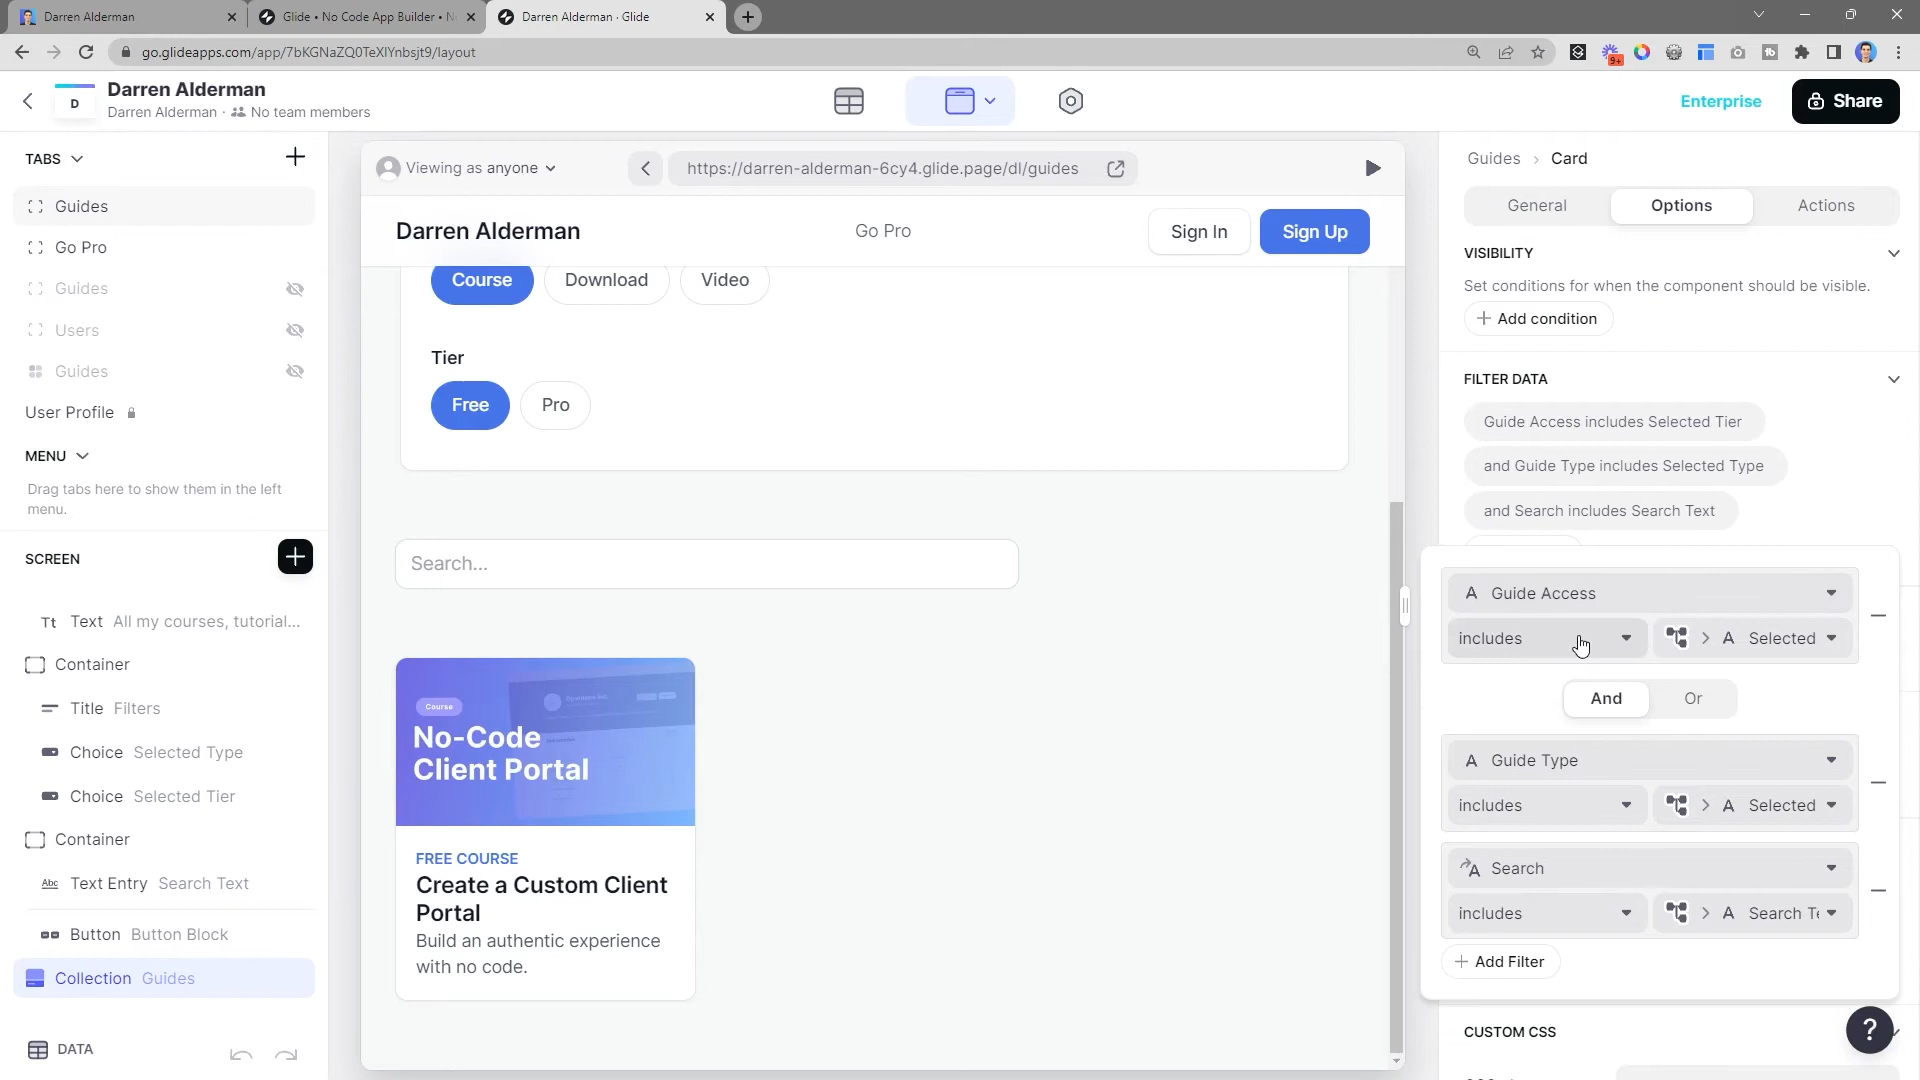 Darren Alderman
Glide • No Code App Builder • N
Darren Alderman · Glide
go.glideapps.com/app/7bKGNaZQ0TeXlYnbsjt9/layout
9+
D
Darren Alderman
Darren Alderman · No team members
Enterprise
Share
TABS
Guides
Go Pro
Guides
Users
Guides
User Profile
MENU
Drag tabs here to show them in the left
menu.
SCREEN
Tt Text All my courses, tutorial...
Container
Title Filters
Choice Selected Type
Choice Selected Tier
Container
Abc Text Entry Search Text
Button Button Block
Collection Guides
DATA
Viewing as anyone
https://darren-alderman-6cy4.glide.page/dl/guides
Darren Alderman
Go Pro
Sign In
Sign Up
Course
Download
Video
Tier
Free
Pro
Search...
Course
No-Code
Client Portal
FREE COURSE
Create a Custom Client
Portal
Build an authentic experience
with no code.
Guides > Card
General
Options
Actions
VISIBILITY
Set conditions for when the component should be visible.
+ Add condition
FILTER DATA
Guide Access includes Selected Tier
and Guide Type includes Selected Type
and Search includes Search Text
A Guide Access
includes
> A Selected
And
Or
A Guide Type
includes
> A Selected
A Search
includes
> A Search Te
+ Add Filter
CUSTOM CSS
?